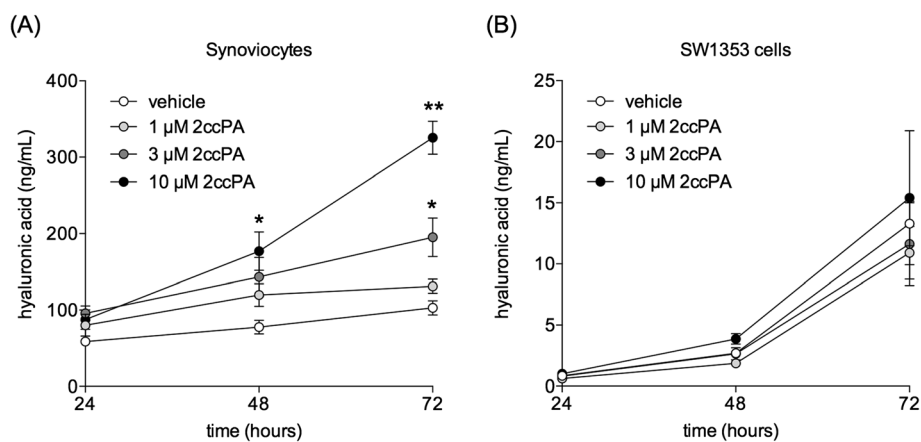 (A)
Synoviocytes
400
300
200
100
0
hyaluronic acid (ng/mL)
vehicle
1 µM 2ccPA
3 µM 2ccPA
10 µM 2ccPA
*
**
*
24
48
72
time (hours)
(B)
SW1353 cells
25
20
15
10
5
0
hyaluronic acid (ng/mL)
vehicle
1 µM 2ccPA
3 µM 2ccPA
10 µM 2ccPA
24
48
72
time (hours)